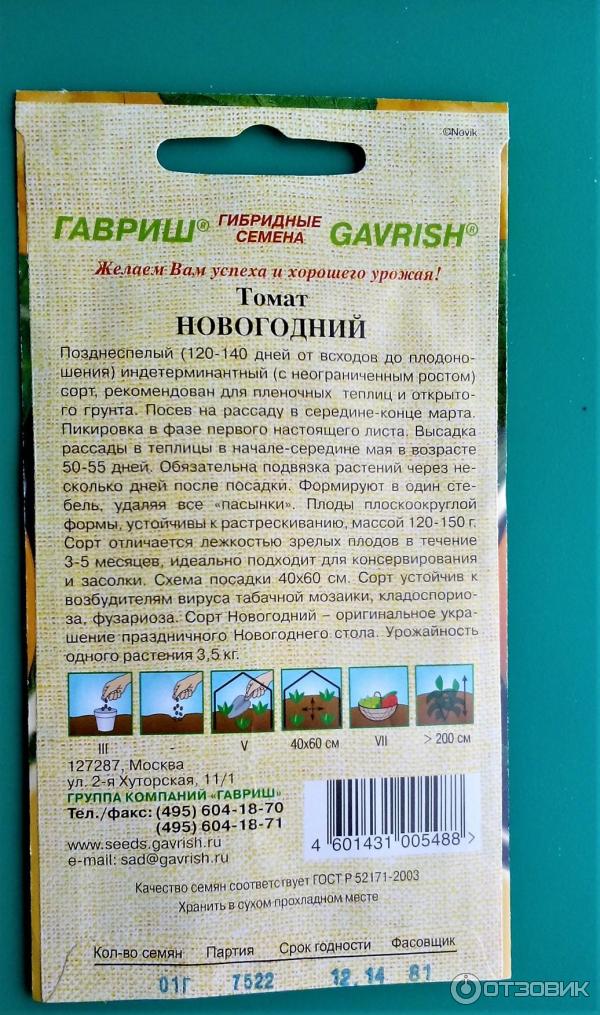 ©Novik
ГАВРИШ® ГИБРИДНЫЕ СЕМЕНА GAVRISH®
Желаем Вам успеха и хорошего урожая!
Томат
НОВОГОДНИЙ
Позднеспелый (120-140 дней от всходов до плодоно-
шения) индетерминантный (с неограниченным ростом)
сорт, рекомендован для пленочных теплиц и открыто-
го грунта. Посев на рассаду в середине-конце марта.
Пикировка в фазе первого настоящего листа. Высадка
рассады в теплицы в начале-середине мая в возрасте
50-55 дней. Обязательна подвязка растений через не-
сколько дней после посадки. Формируют в один сте-
бель, удаляя все «пасынки». Плоды плоскоокруглой
формы, устойчивы к растрескиванию, массой 120-150 г.
Сорт отличается лежкостью зрелых плодов в течение
3-5 месяцев, идеально подходит для консервирования
и засолки. Схема посадки 40х60 см. Сорт устойчив к
возбудителям вируса табачной мозаики, кладоспорио-
за, фузариоза. Сорт Новогодний – оригинальное укра-
шение праздничного Новогоднего стола. Урожайность
одного растения 3,5 кг.
III - V 40х60 см VII > 200 см
127287, Москва
ул. 2-я Хуторская, 11/1
ГРУППА КОМПАНИЙ «ГАВРИШ»
Тел./факс: (495) 604-18-70
(495) 604-18-71
www.seeds.gavrish.ru
e-mail: sad@gavrish.ru
4 601431 005488 >
Качество семян соответствует ГОСТ Р 52171-2003
Хранить в сухом прохладном месте
Кол-во семян Партия Срок годности Фасовщик
01Г 7522 12.14 81
ОТЗОВИК